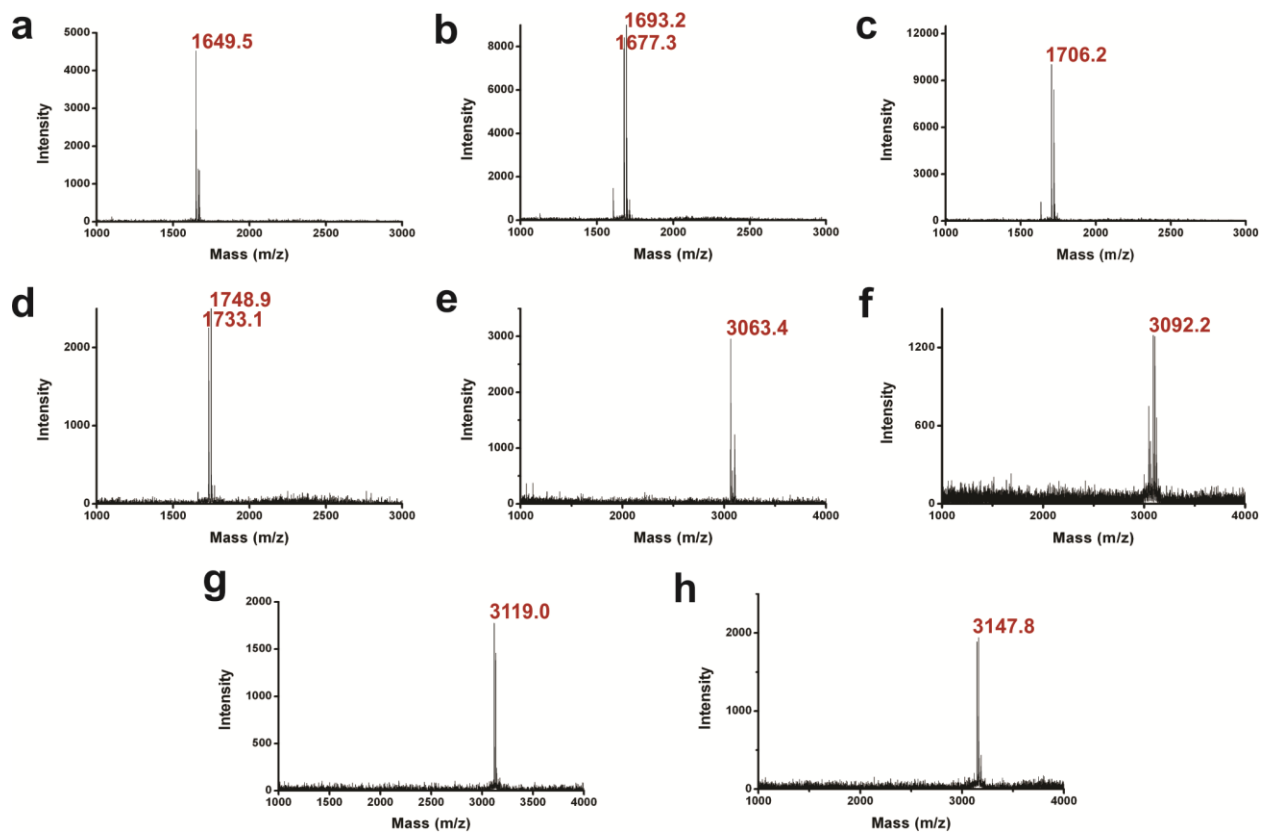 a
1649.5
5000
4000
3000
2000
1000
0
Intensity
1000 1500 2000 2500 3000
Mass (m/z)
b
1693.2
1677.3
8000
6000
4000
2000
0
Intensity
1000 1500 2000 2500 3000
Mass (m/z)
c
1706.2
12000
9000
6000
3000
0
Intensity
1000 1500 2000 2500 3000
Mass (m/z)
d
1748.9
1733.1
2000
1000
0
Intensity
1000 1500 2000 2500 3000
Mass (m/z)
e
3063.4
3000
2000
1000
0
Intensity
1000 2000 3000 4000
Mass (m/z)
f
3092.2
1200
600
0
Intensity
1000 2000 3000 4000
Mass (m/z)
g
3119.0
2000
1500
1000
500
0
Intensity
1000 1500 2000 2500 3000 3500 4000
Mass (m/z)
h
3147.8
2000
1000
0
Intensity
1000 2000 3000 4000
Mass (m/z)